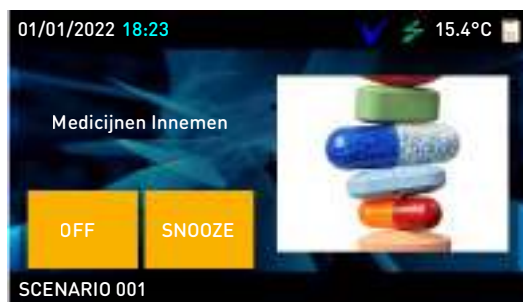 01/01/2022 18:23 15.4°C
Medicijnen Innemen
OFF SNOOZE
SCENARIO 001